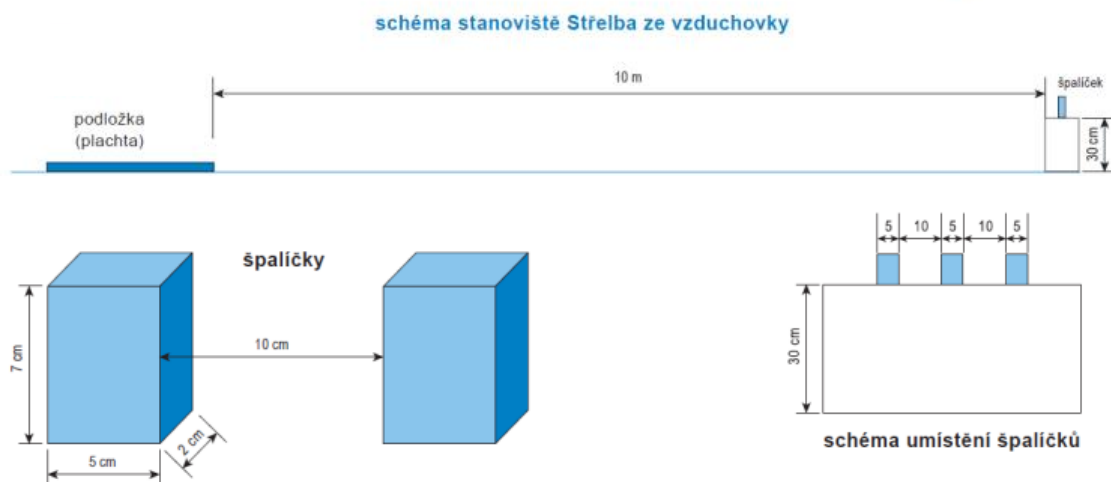 schéma stanoviště Střelba ze vzduchovky
10 m
špalíček
podložka
(plachta)
30 cm
5 10 5 10 5
špalíčky
7 cm
10 cm
30 cm
2 cm
5 cm
schéma umístění špalíčků